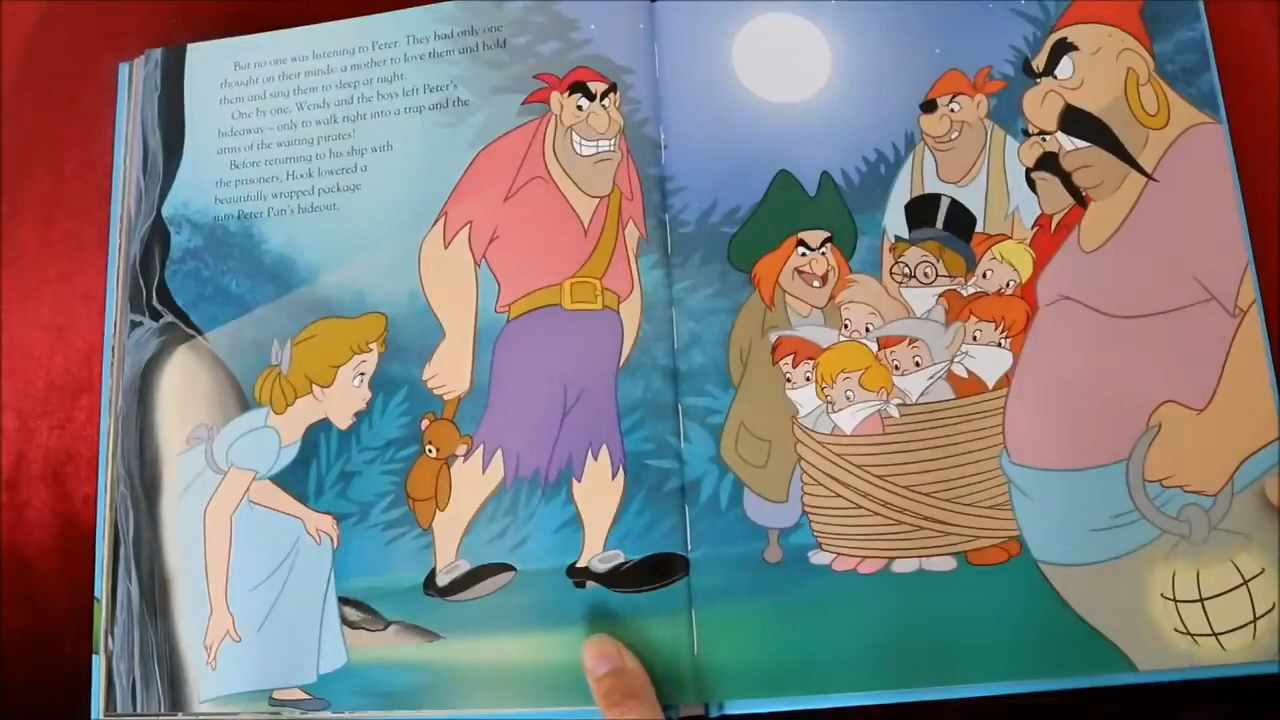 But no one was listening to Peter. They had only one
thought on their minds: a mother to love them and hold
them and sing them to sleep at night.
One by one, Wendy and the boys left Peter's
hideaway – only to walk right into a trap and the
arms of the waiting pirates!
Before returning to his ship with
the prisoners, Hook lowered a
beautifully wrapped package
into Peter Pan's hideout.